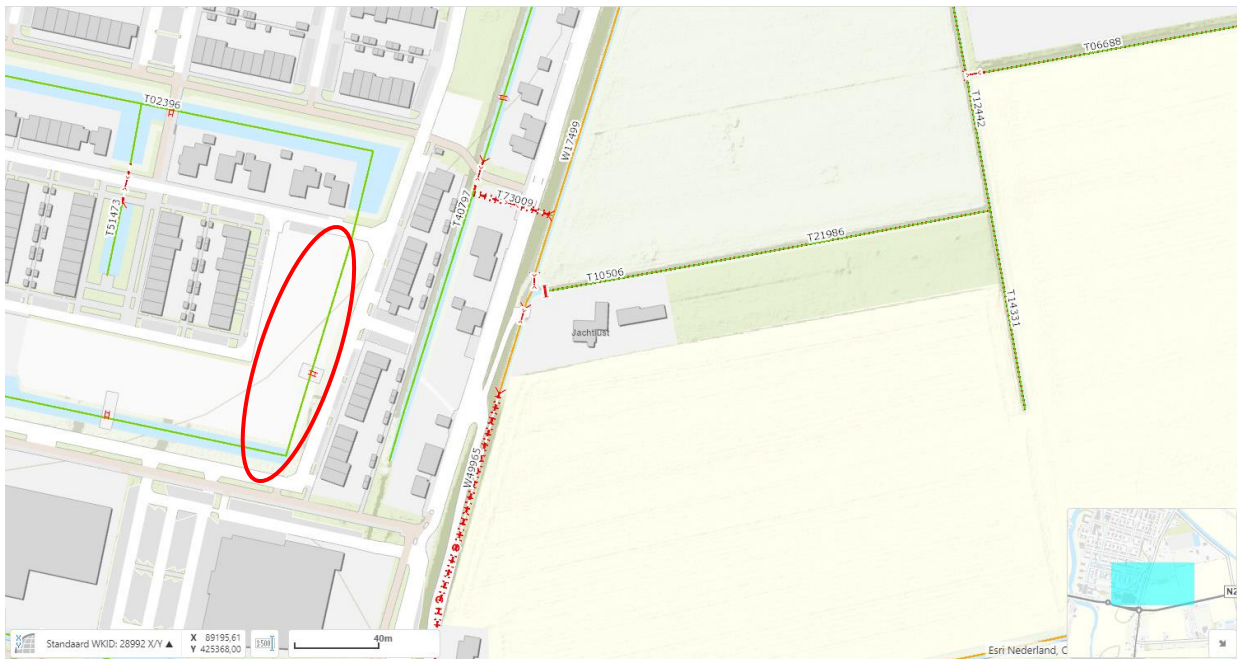 T06688
T02396
T12442
W17499
T51473
T40797
T73009
T21986
T10506
T14331
Jachtlust
W49965
N2
Standaard WKID: 28992 X/Y ▲
X 89195,61
Y 425368,00
1500
40m
Esri Nederland, C